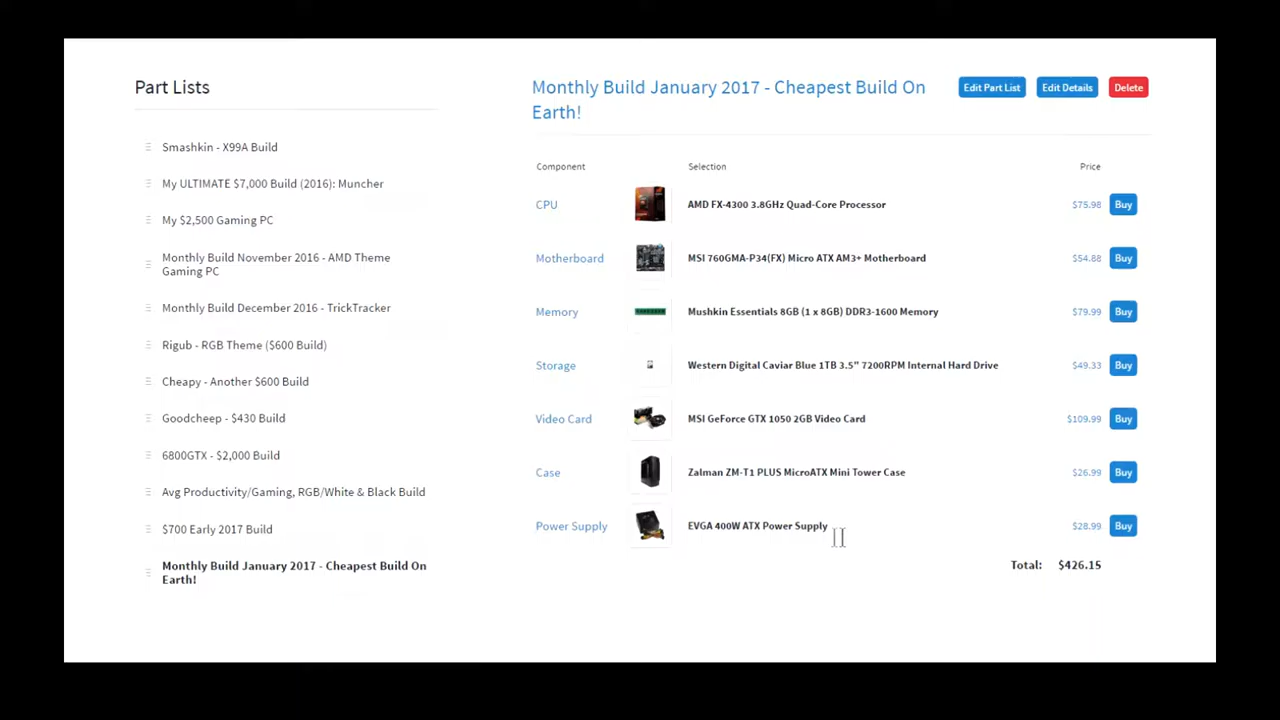 Part Lists
Smashkin - X99A Build
My ULTIMATE $7,000 Build (2016): Muncher
My $2,500 Gaming PC
Monthly Build November 2016 - AMD Theme
Gaming PC
Monthly Build December 2016 - TrickTracker
Rigub - RGB Theme ($600 Build)
Cheapy - Another $600 Build
Goodcheep - $430 Build
6800GTX - $2,000 Build
Avg Productivity/Gaming, RGB/White & Black Build
$700 Early 2017 Build
Monthly Build January 2017 - Cheapest Build On
Earth!
Monthly Build January 2017 - Cheapest Build On
Earth!
Edit Part List Edit Details Delete
Component Selection Price
CPU AMD FX-4300 3.8GHz Quad-Core Processor $75.98 Buy
Motherboard MSI 760GMA-P34(FX) Micro ATX AM3+ Motherboard $54.88 Buy
Memory Mushkin Essentials 8GB (1 x 8GB) DDR3-1600 Memory $79.99 Buy
Storage Western Digital Caviar Blue 1TB 3.5" 7200RPM Internal Hard Drive $49.33 Buy
Video Card MSI GeForce GTX 1050 2GB Video Card $109.99 Buy
Case Zalman ZM-T1 PLUS MicroATX Mini Tower Case $26.99 Buy
Power Supply EVGA 400W ATX Power Supply $28.99 Buy
Total: $426.15